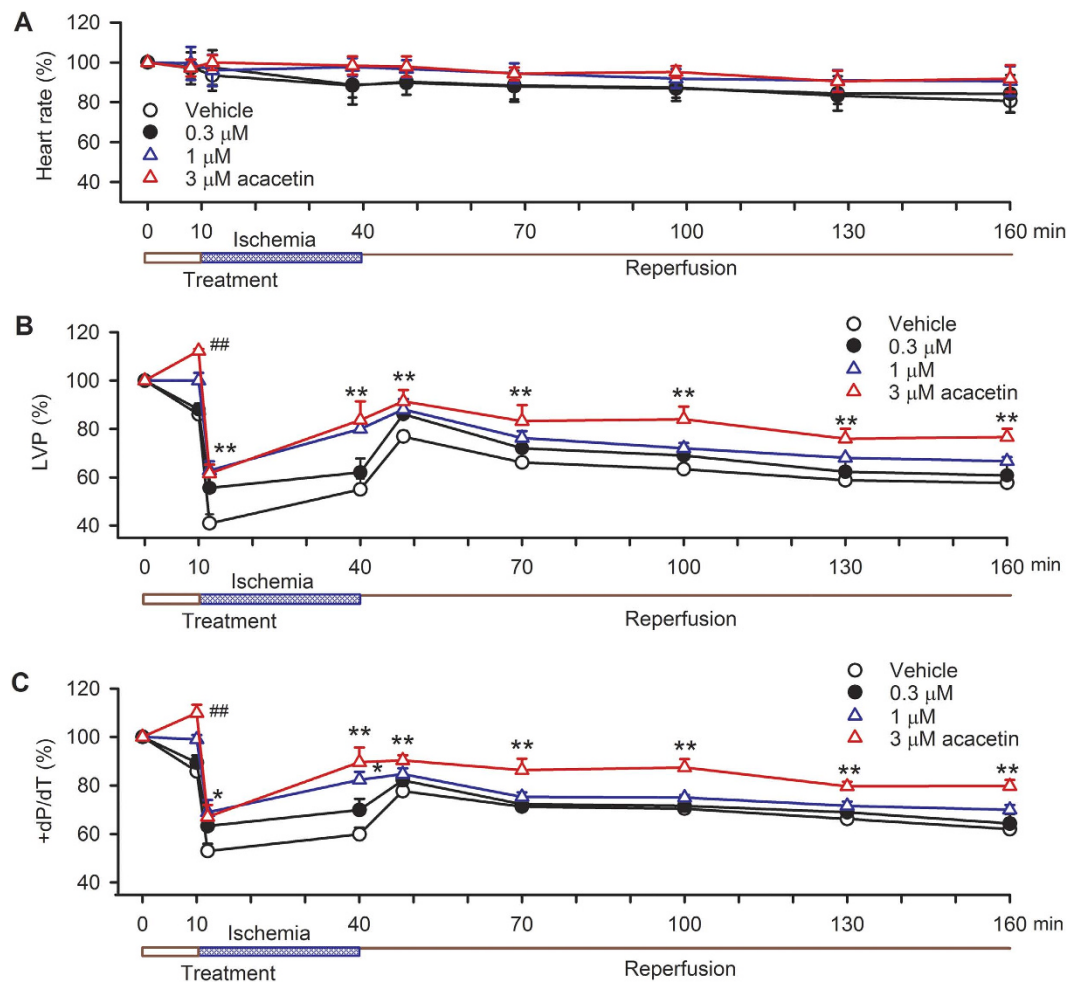 A
Heart rate (%)
120
100
80
60
40
Vehicle
0.3 μM
1 μM
3 μM acacetin
0 10 40 70 100 130 160 min
Ischemia
Treatment
Reperfusion
B
LVP (%)
120
100
80
60
40
##
**
**
**
**
**
**
**
Vehicle
0.3 μM
1 μM
3 μM acacetin
0 10 40 70 100 130 160 min
Ischemia
Treatment
Reperfusion
C
+dP/dT (%)
120
100
80
60
40
##
*
**
*
**
**
**
**
**
Vehicle
0.3 μM
1 μM
3 μM acacetin
0 10 40 70 100 130 160 min
Ischemia
Treatment
Reperfusion